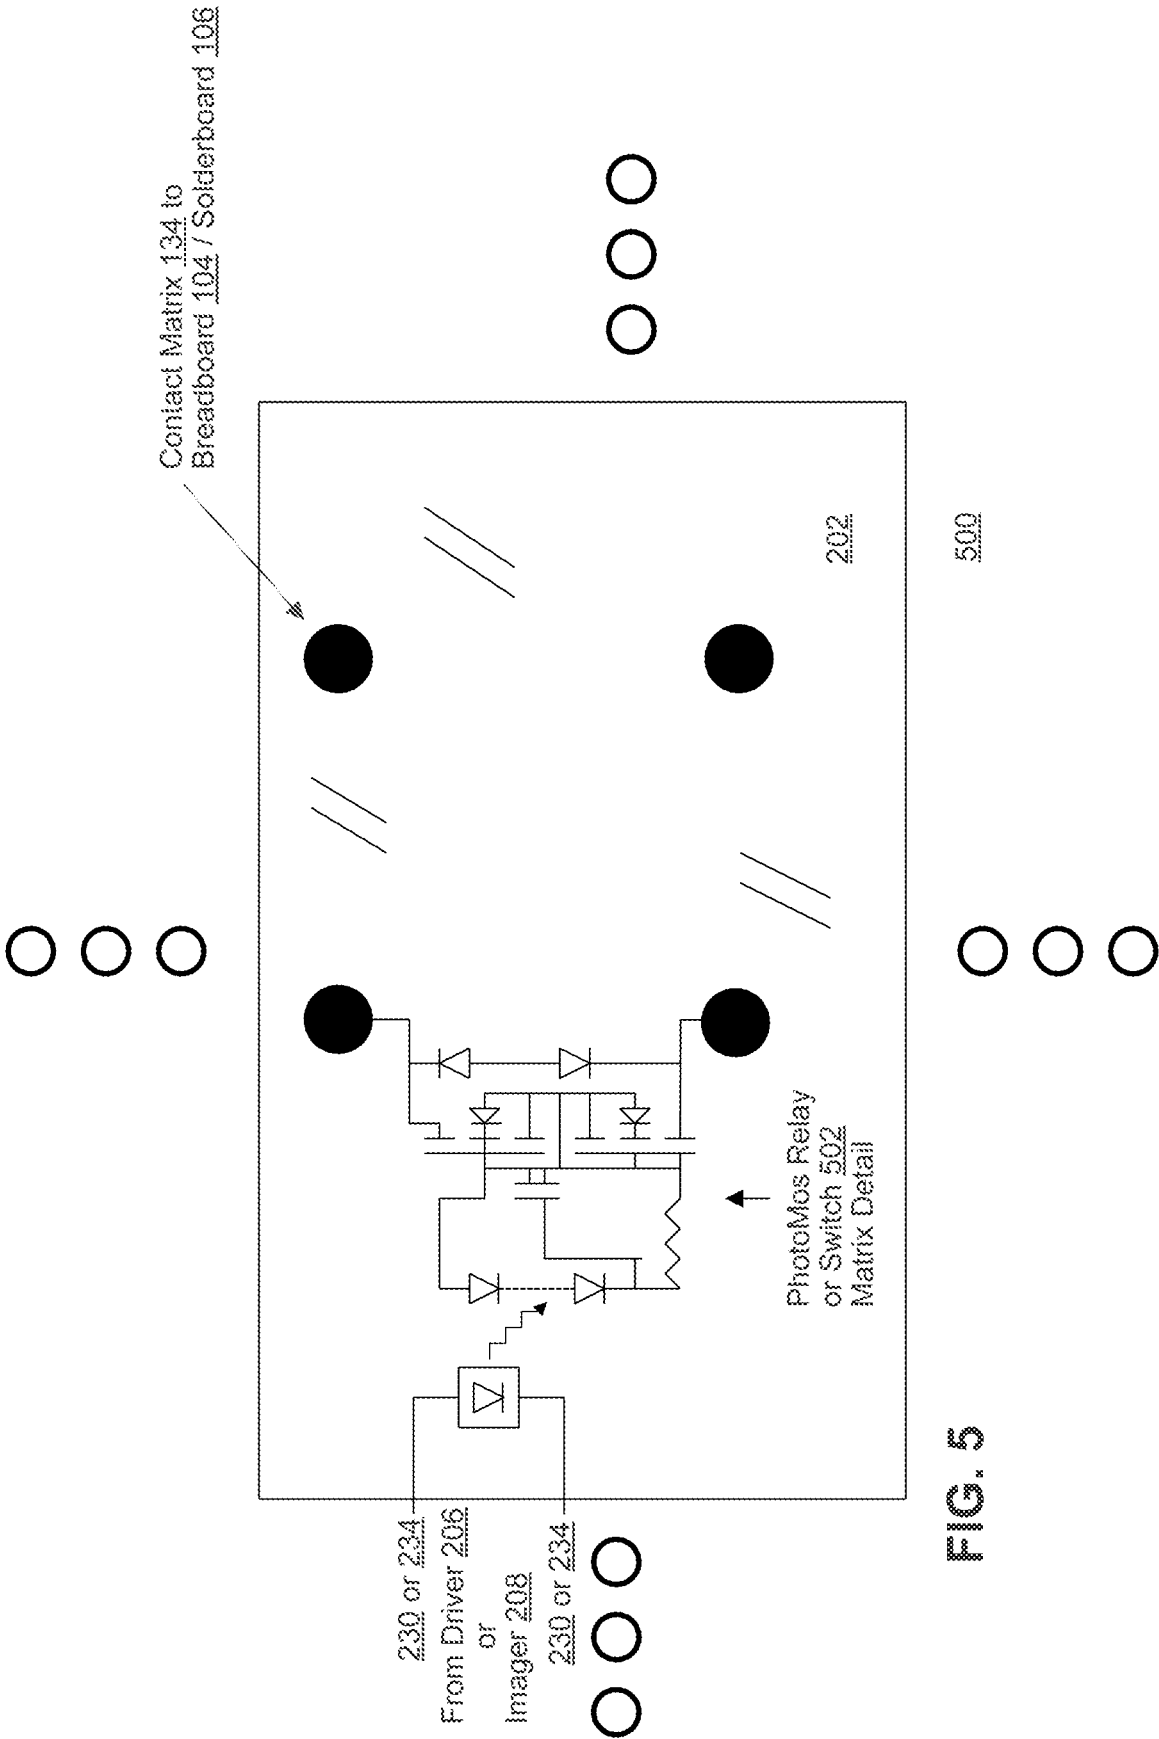 Contact Matrix 134 to
Breadboard 104 / Solderboard 106
202
500
PhotoMos Relay
or Switch 502
Matrix Detail
230 or 234
From Driver 206
or
Imager 208
230 or 234
FIG. 5